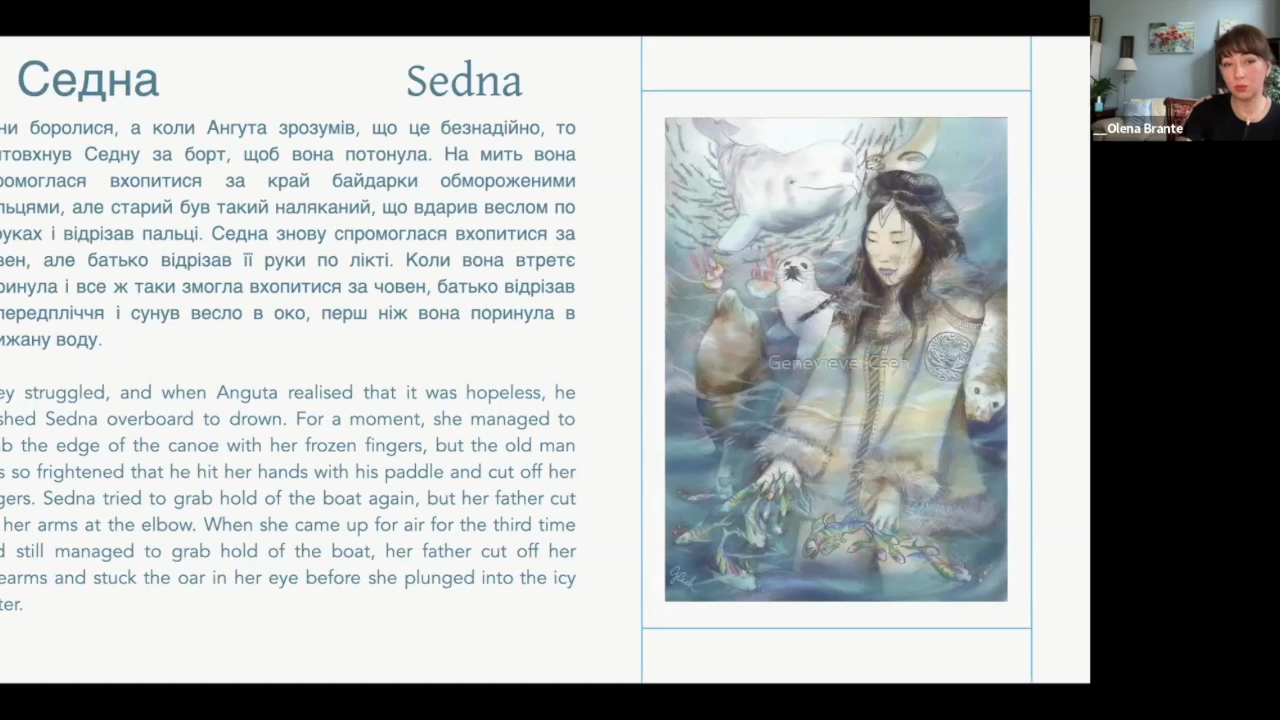 Седна
Sedna
ни боролися, а коли Ангута зрозумів, що це безнадійно, то
товхнув Седну за борт, щоб вона потонула. На мить вона
ромоглася вхопитися за край байдарки обмороженими
льцями, але старий був такий наляканий, що вдарив веслом по
руках і відрізав пальці. Седна знову спромоглася вхопитися за
вен, але батько відрізав її руки по лікті. Коли вона втретє
ринула і все ж таки змогла вхопитися за човен, батько відрізав
передпліччя і сунув весло в око, перш ніж вона поринула в
ижану воду.
ey struggled, and when Anguta realised that it was hopeless, he
shed Sedna overboard to drown. For a moment, she managed to
b the edge of the canoe with her frozen fingers, but the old man
s so frightened that he hit her hands with his paddle and cut off her
gers. Sedna tried to grab hold of the boat again, but her father cut
her arms at the elbow. When she came up for air for the third time
d still managed to grab hold of the boat, her father cut off her
earms and stuck the oar in her eye before she plunged into the icy
ter.
Genevieve Cseh
__Olena Brante